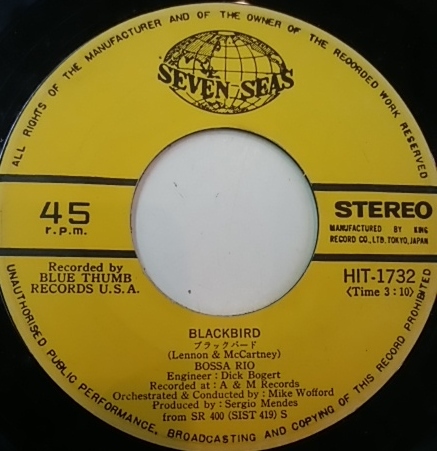 ALL RIGHTS OF THE MANUFACTURER AND OF THE OWNER OF THE RECORDED WORK RESERVED
SEVEN SEAS
45
r.p.m.
STEREO
MANUFACTURED BY KING
RECORD CO., LTD. TOKYO, JAPAN
Recorded by
BLUE THUMB
RECORDS U.S.A.
HIT-1732
(Time 3:10)
BLACKBIRD
ブラックバード
(Lennon & McCartney)
BOSSA RIO
Engineer : Dick Bogert
Recorded at : A & M Records
Orchestrated & Conducted by : Mike Wofford
Produced by : Sergio Mendes
from SR 400 (SIST 419) S
UNAUTHORISED PUBLIC PERFORMANCE, BROADCASTING AND COPYING OF THIS RECORD PROHIBITED